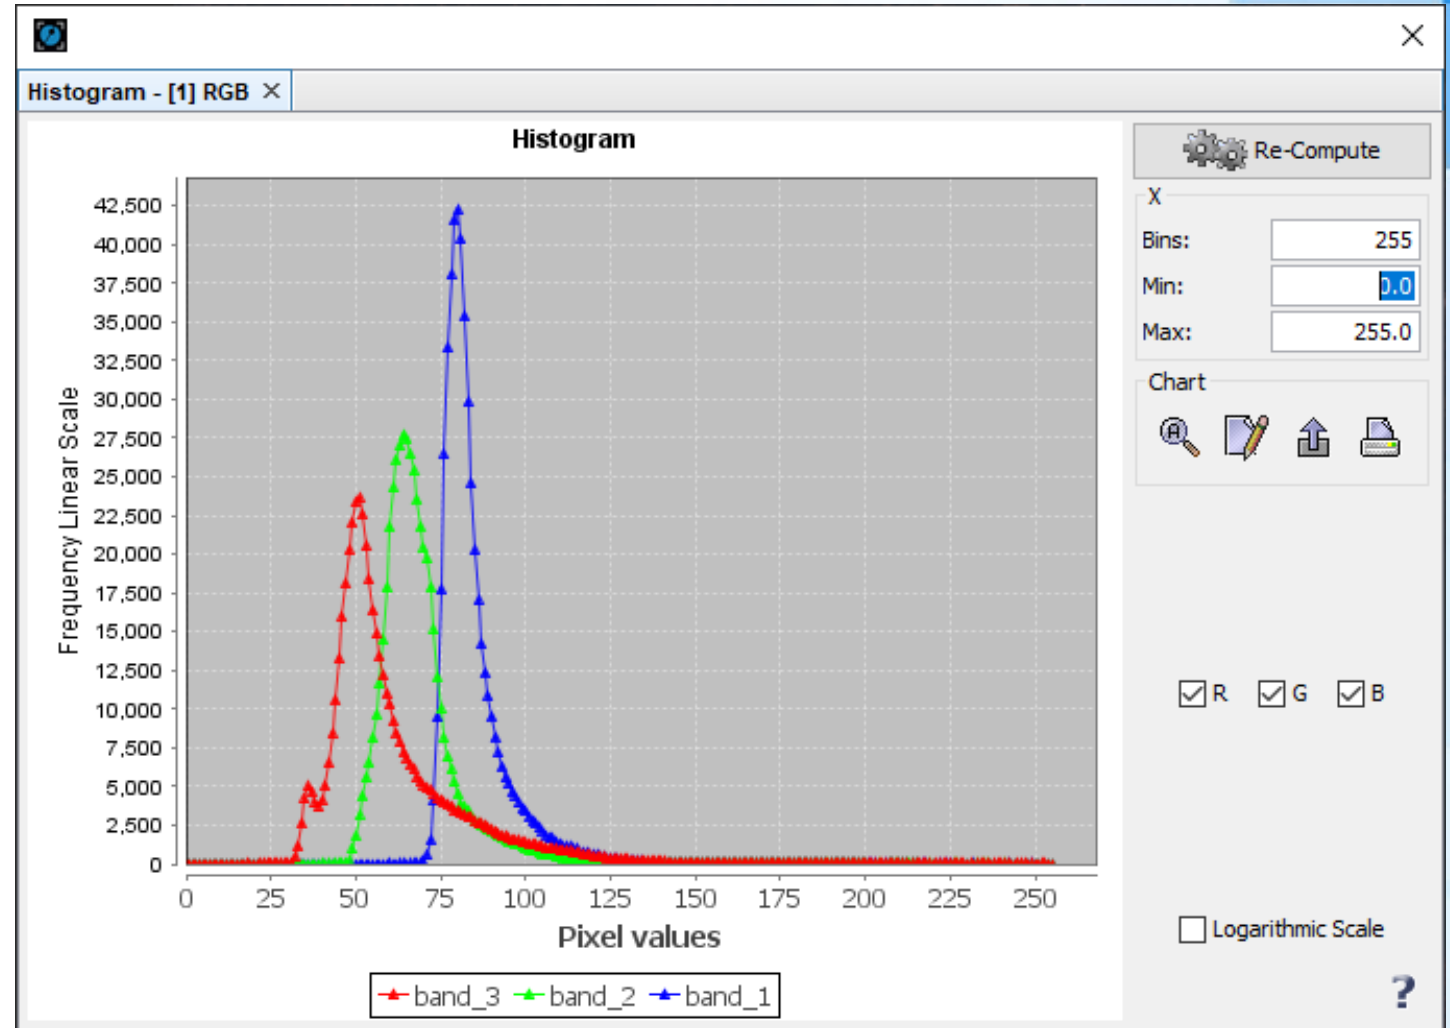 Histogram - [1] RGB
Histogram
Re-Compute
X
Bins: 255
Min: 0.0
Max: 255.0
Chart
A
Frequency Linear Scale
42,500
40,000
37,500
35,000
32,500
30,000
27,500
25,000
22,500
20,000
17,500
15,000
12,500
10,000
7,500
5,000
2,500
0
0 25 50 75 100 125 150 175 200 225 250
Pixel values
R G B
Logarithmic Scale
?
band_3 band_2 band_1